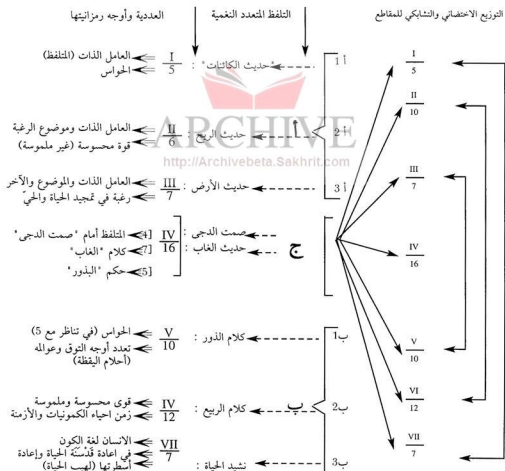 التوزيع الاختضاني والتشابكي للمقاطع
التلفظ المتعدد النغمية
العددية وأوجه رمزانيتها
I
5
أ 1
"حديث الكائنات" :
I
5
العامل الذات (المتلفظ)
الحواس
II
10
ARCHIVE
http://Archivebeta.Sakhrit.com
أ
أ 2
حديث الريح :
II
6
العامل الذات وموضوع الرغبة
قوة محسوسة (غير ملموسة)
III
7
أ 3
حديث الأرض :
III
7
العامل الذات والموضوع والآخر
رغبة في تمجيد الحياة والحيّ
IV
16
ج
صمت الدجى :
حديث الغاب :
IV
16
[4] المتلفظ أمام "صمت الدجى"
[7] كلام "الغاب"
[5] حكم "البذور"
V
10
ب1
كلام الذور :
V
10
الحواس (في تناظر مع 5)
تعدد أوجه التوق وعوالمه
(أحلام اليقظة)
VI
12
ب
ب2
كلام الربيع :
IV
12
قوى محسوسة وملموسة
زمن احياء الكمونيات والأزمنة
VII
7
ب3
نشيد الحياة :
VII
7
الانسان لغة الكون
في اعادة قدْسنَة الحياة وإعادة
أسطرتها (لهيب الحياة)